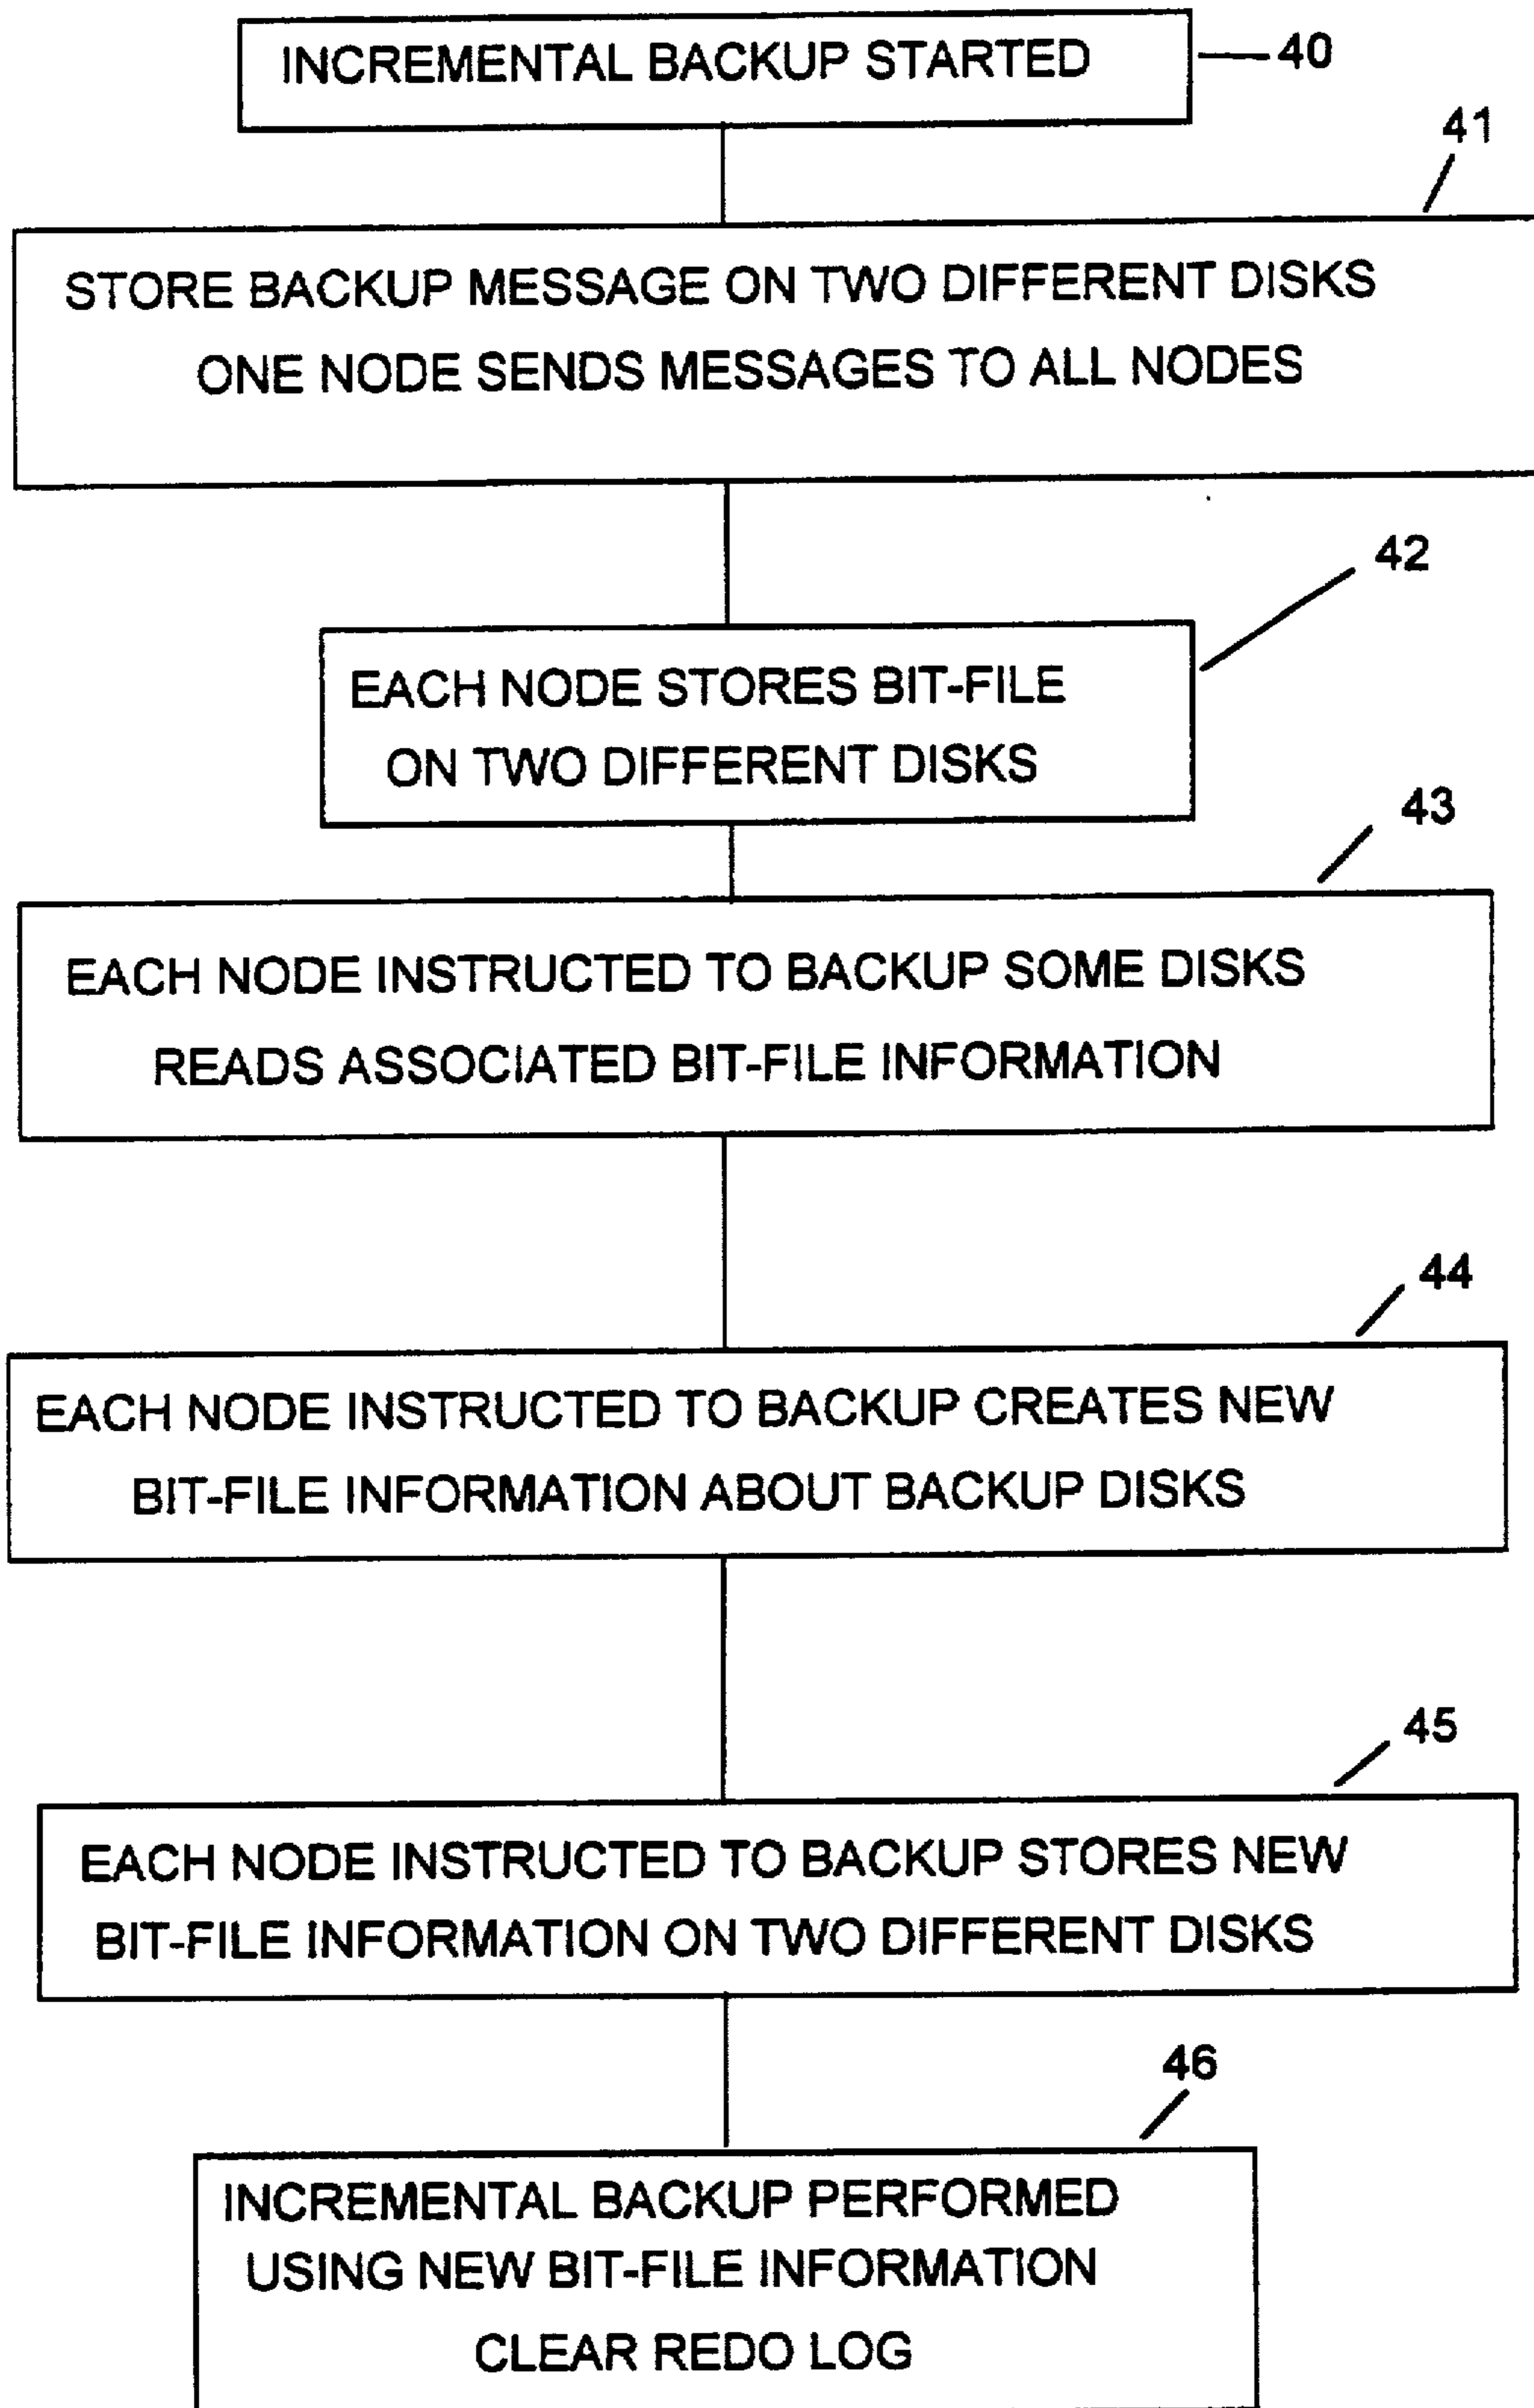 INCREMENTAL BACKUP STARTED
40
41
STORE BACKUP MESSAGE ON TWO DIFFERENT DISKS
ONE NODE SENDS MESSAGES TO ALL NODES
42
EACH NODE STORES BIT-FILE
ON TWO DIFFERENT DISKS
43
EACH NODE INSTRUCTED TO BACKUP SOME DISKS
READS ASSOCIATED BIT-FILE INFORMATION
44
EACH NODE INSTRUCTED TO BACKUP CREATES NEW
BIT-FILE INFORMATION ABOUT BACKUP DISKS
45
EACH NODE INSTRUCTED TO BACKUP STORES NEW
BIT-FILE INFORMATION ON TWO DIFFERENT DISKS
46
INCREMENTAL BACKUP PERFORMED
USING NEW BIT-FILE INFORMATION
CLEAR REDO LOG